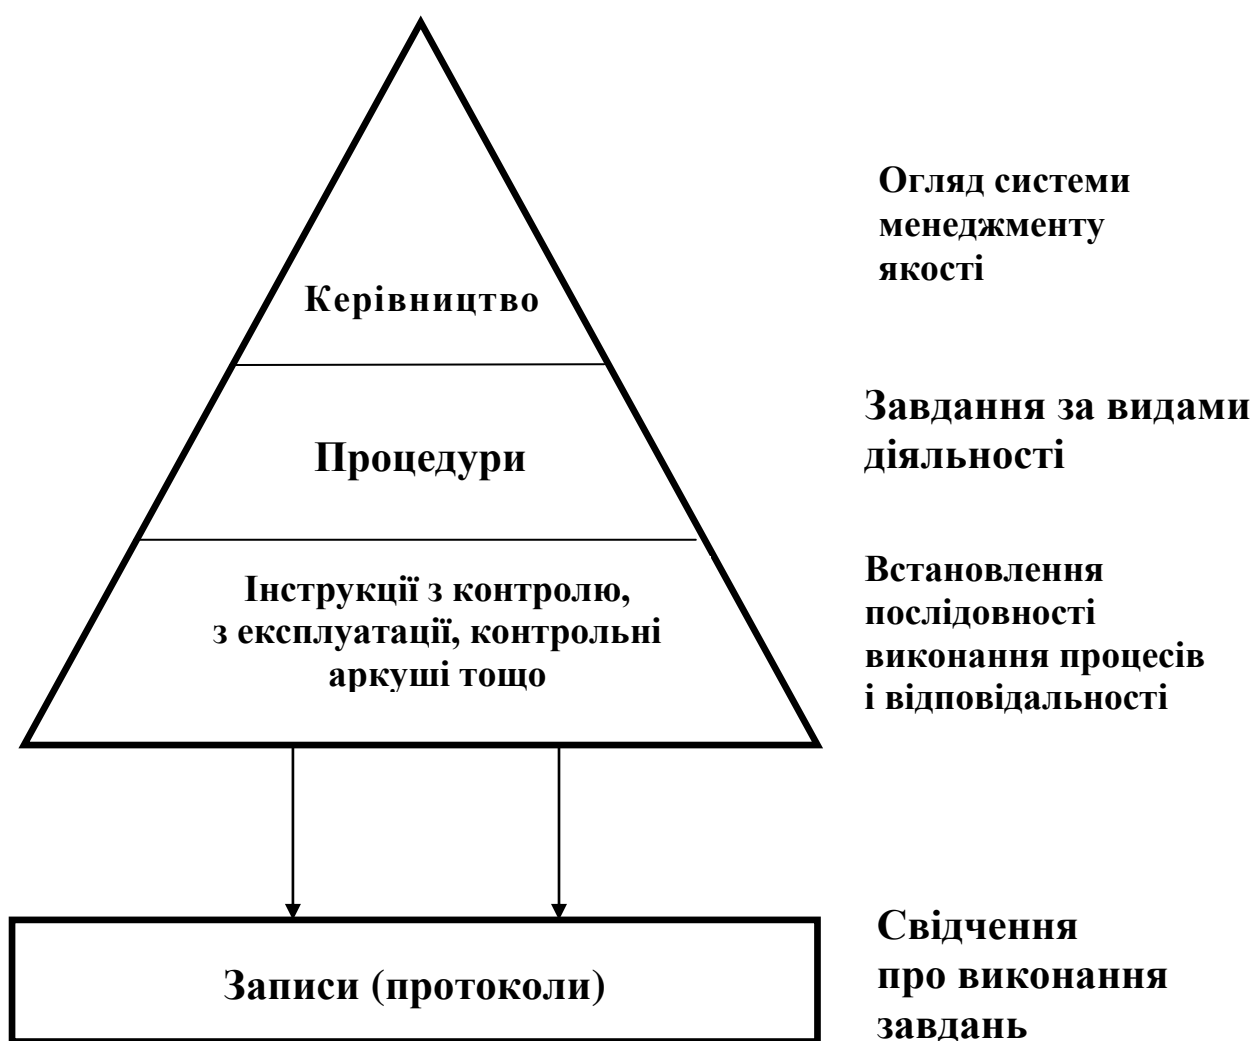 Огляд системи
менеджменту
якості
Керівництво
Завдання за видами
діяльності
Процедури
Встановлення
послідовності
виконання процесів
і відповідальності
Інструкції з контролю,
з експлуатації, контрольні
аркуші тощо
Свідчення
про виконання
завдань
Записи (протоколи)